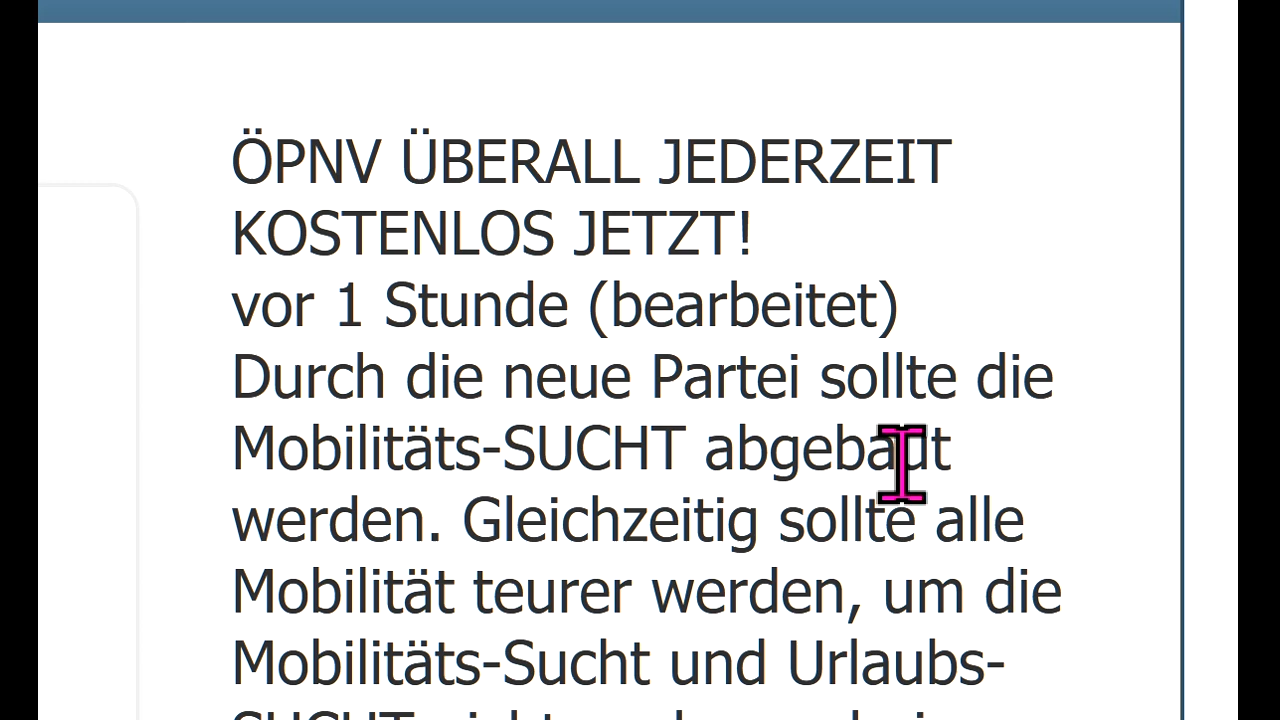 ÖPNV ÜBERALL JEDERZEIT
KOSTENLOS JETZT!
vor 1 Stunde (bearbeitet)
Durch die neue Partei sollte die
Mobilitäts-SUCHT abgebaut
werden. Gleichzeitig sollte alle
Mobilität teurer werden, um die
Mobilitäts-Sucht und Urlaubs-